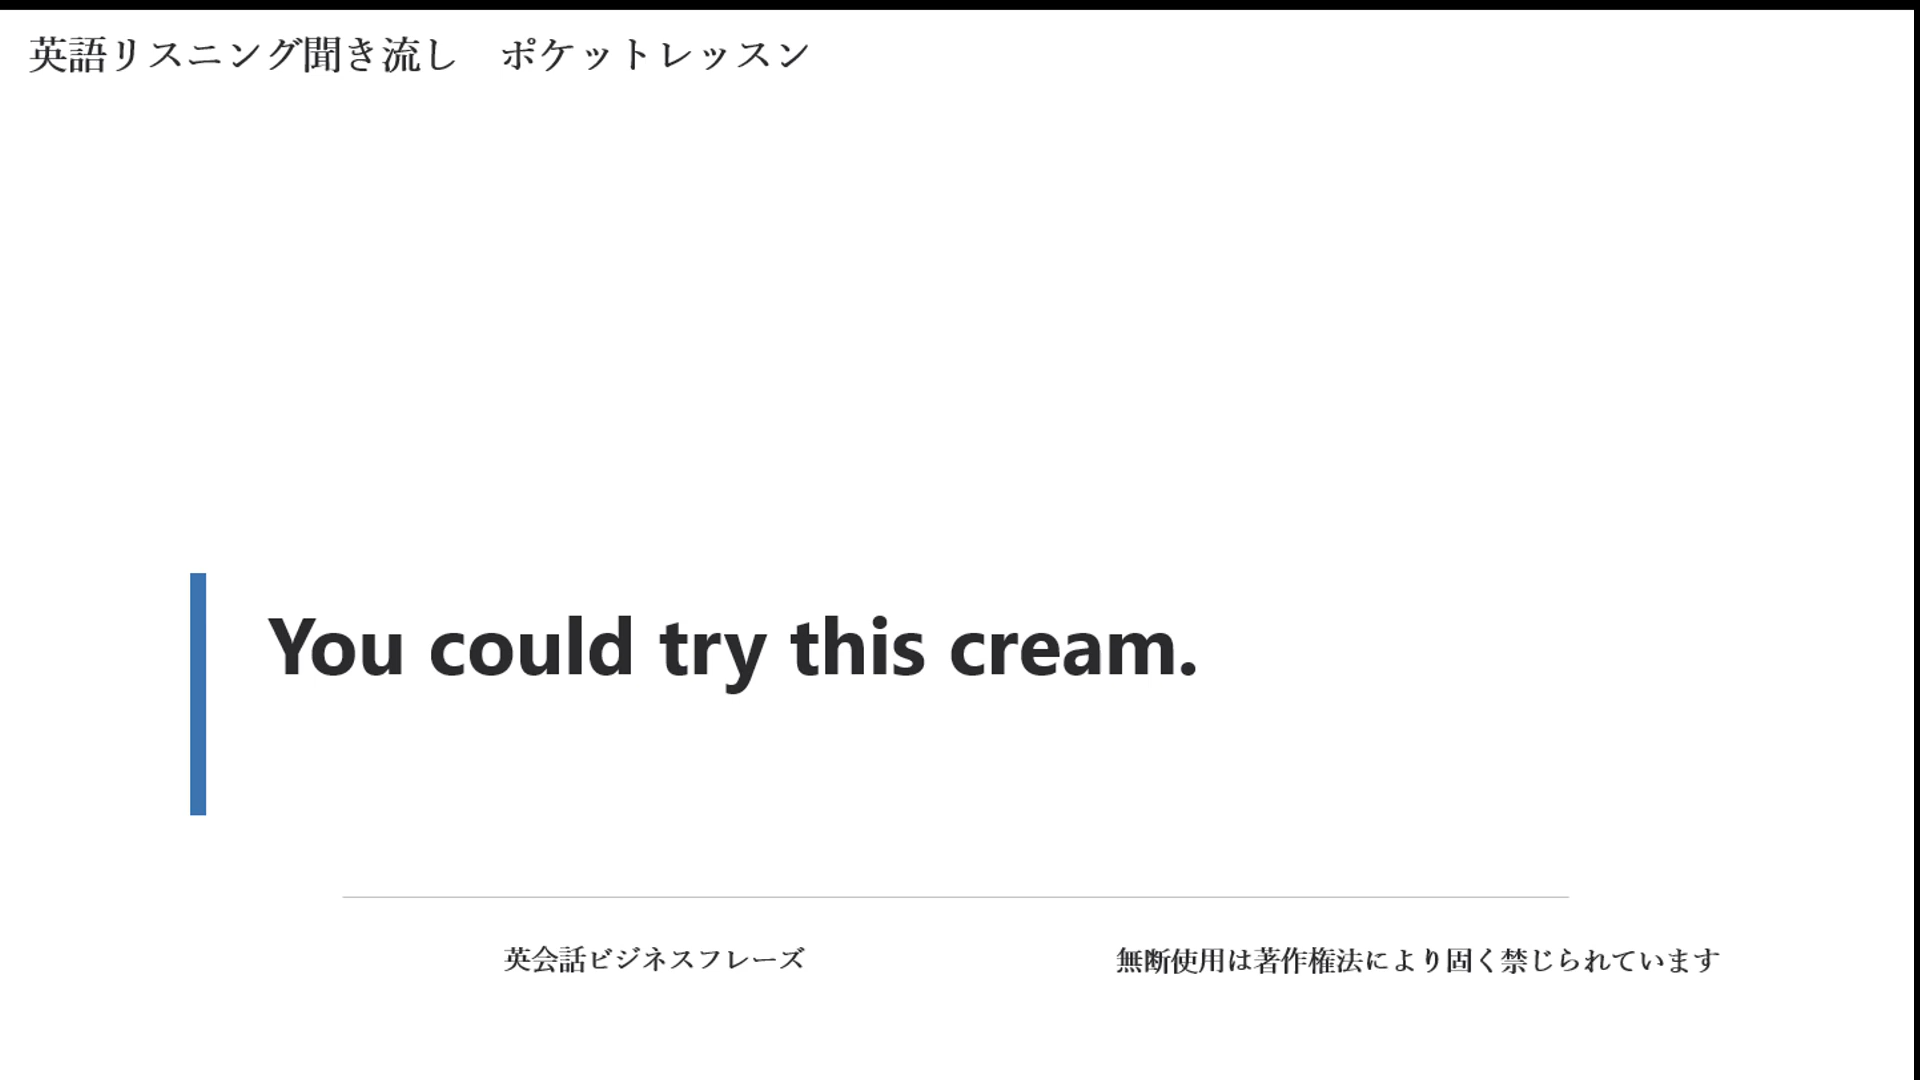 英語リスニング聞き流し　ポケットレッスン
You could try this cream.
英会話ビジネスフレーズ
無断使用は著作権法により固く禁じられています